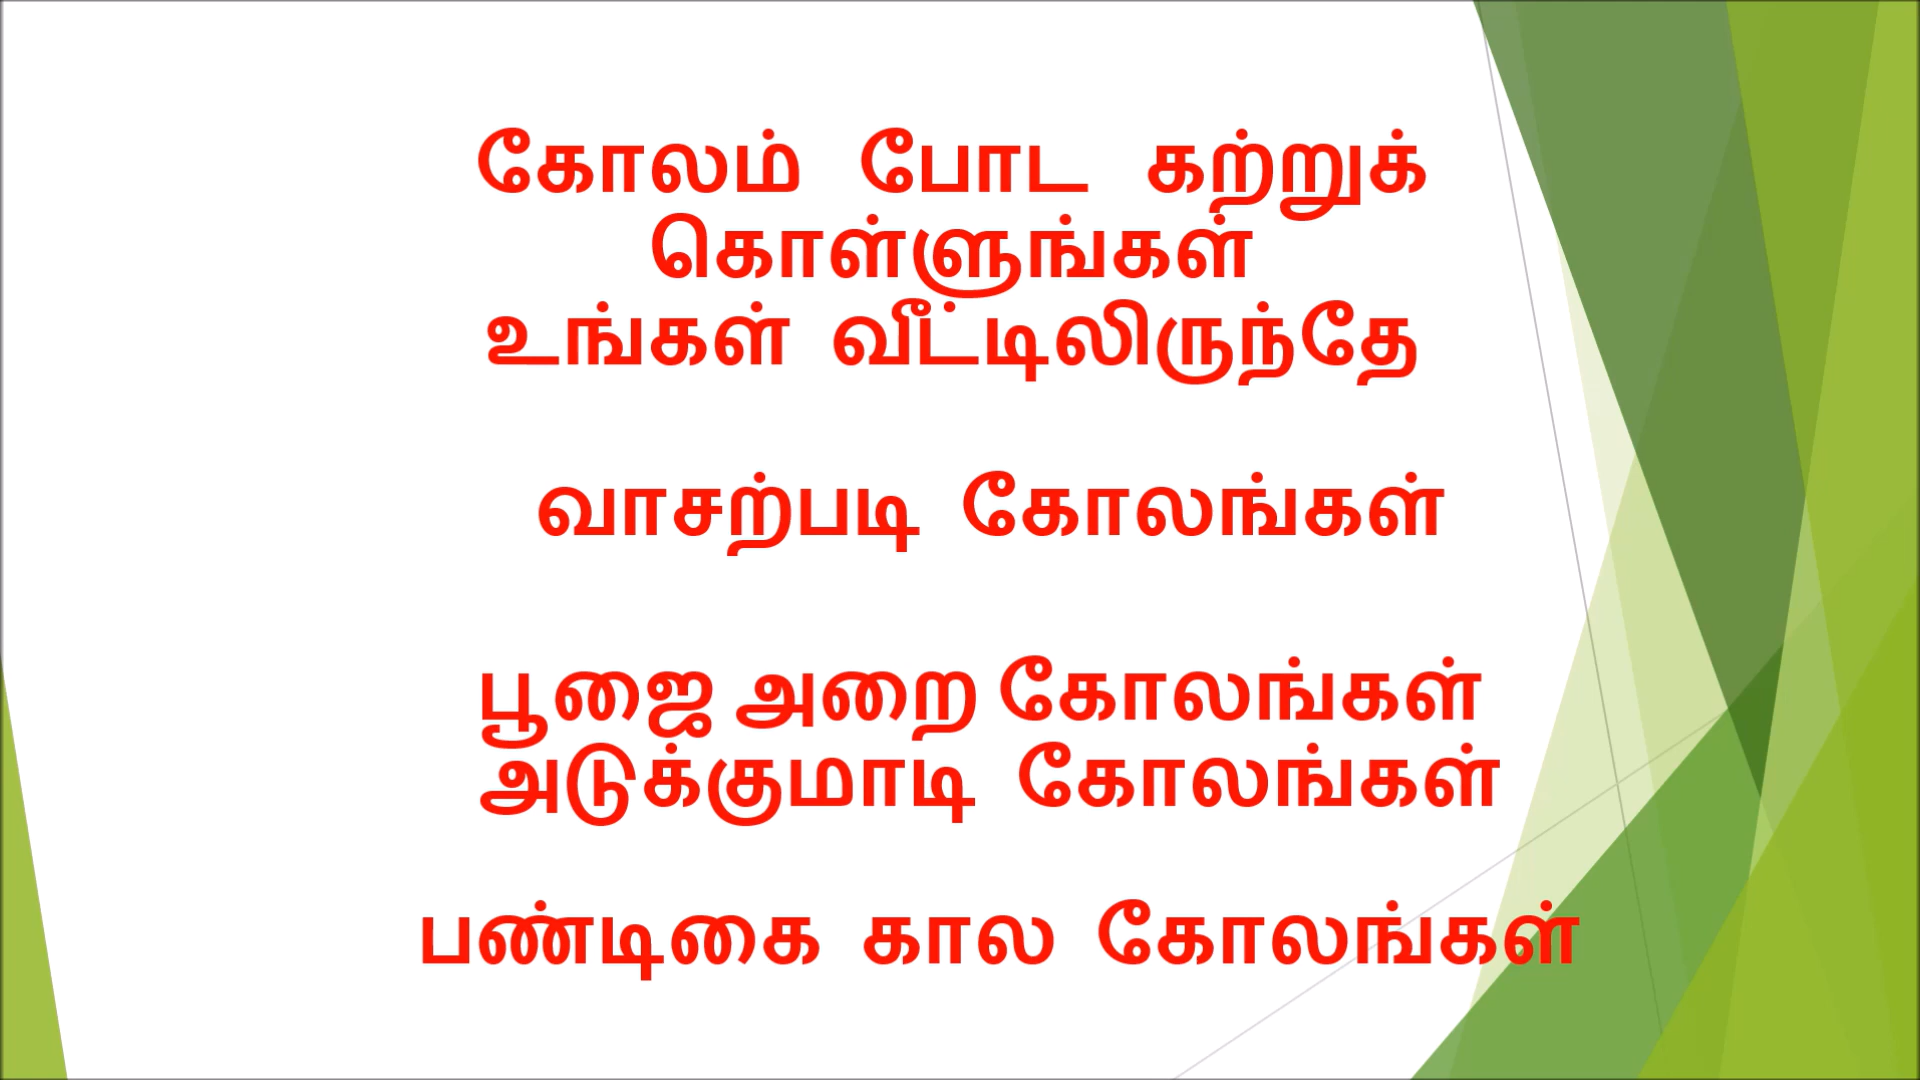 கோலம் போட கற்றுக்
கொள்ளுங்கள்
உங்கள் வீட்டிலிருந்தே
வாசற்படி கோலங்கள்
பூஜை அறை கோலங்கள்
அடுக்குமாடி கோலங்கள்
பண்டிகை கால கோலங்கள்